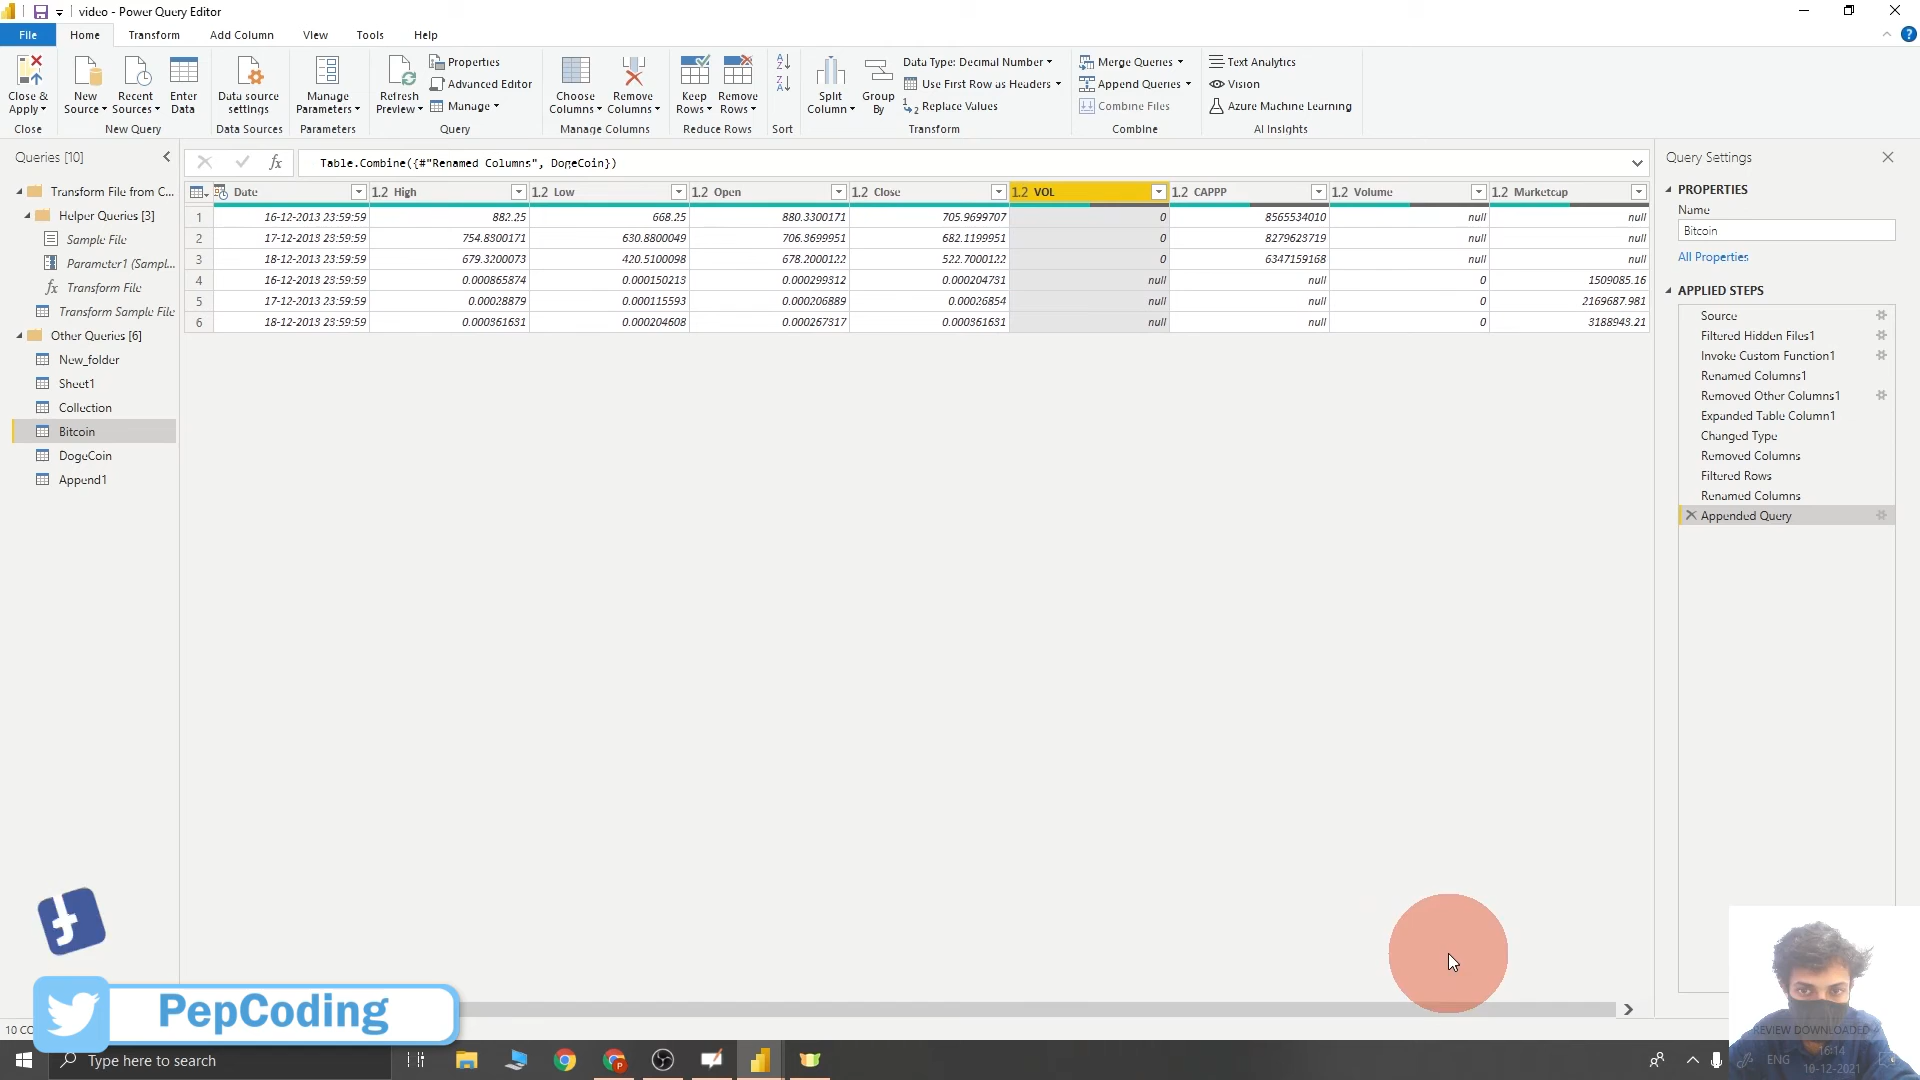 video - Power Query Editor
File Home Transform Add Column View Tools Help
Close & Apply
New Source
Recent Sources
Enter Data
Data source settings
Manage Parameters
Refresh Preview
Properties
Advanced Editor
Manage
Choose Columns
Remove Columns
Keep Rows
Remove Rows
Split Column
Group By
Data Type: Decimal Number
Use First Row as Headers
Replace Values
Merge Queries
Append Queries
Combine Files
Text Analytics
Vision
Azure Machine Learning
Close New Query Data Sources Parameters Query Manage Columns Reduce Rows Sort Transform Combine AI Insights
Queries [10]
Transform File from C...
Helper Queries [3]
Sample File
Parameter1 (Sampl...
fx Transform File
Transform Sample File
Other Queries [6]
New_folder
Sheet1
Collection
Bitcoin
DogeCoin
Append1
fx Table.Combine({#"Renamed Columns", DogeCoin})
Date 1.2 High 1.2 Low 1.2 Open 1.2 Close 1.2 VOL 1.2 CAPPP 1.2 Volume 1.2 Marketcap
1 16-12-2013 23:59:59 882.25 668.25 880.3300171 705.9699707 0 8565534010 null null
2 17-12-2013 23:59:59 754.8300171 630.8800049 706.3699951 682.1199951 0 8279623719 null null
3 18-12-2013 23:59:59 679.3200073 420.5100098 678.2000122 522.7000122 0 6347159168 null null
4 16-12-2013 23:59:59 0.000865874 0.000150213 0.000299312 0.000204731 null null 0 1509085.16
5 17-12-2013 23:59:59 0.00028879 0.000115593 0.000206889 0.00026854 null null 0 2169687.981
6 18-12-2013 23:59:59 0.000361631 0.000204608 0.000267317 0.000361631 null null 0 3188943.21
Query Settings
PROPERTIES
Name
Bitcoin
All Properties
APPLIED STEPS
Source
Filtered Hidden Files1
Invoke Custom Function1
Renamed Columns1
Removed Other Columns1
Expanded Table Column1
Changed Type
Removed Columns
Filtered Rows
Renamed Columns
Appended Query
PepCoding
10 CO
REVIEW DOWNLOADED
Type here to search
ENG
16:14
10-12-2021